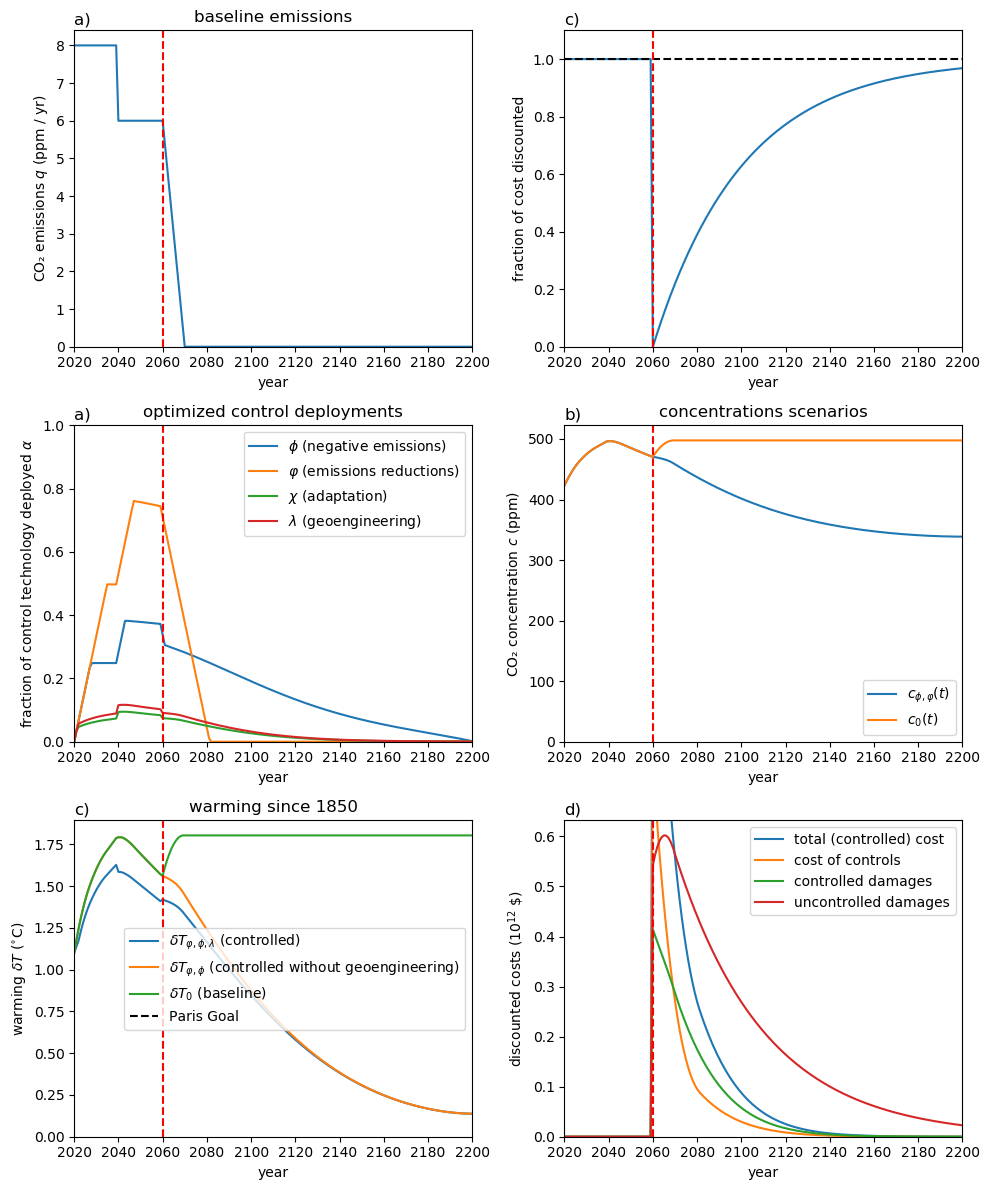 a)
baseline emissions
CO₂ emissions q (ppm / yr)
8
7
6
5
4
3
2
1
0
2020 2040 2060 2080 2100 2120 2140 2160 2180 2200
year
c)
fraction of cost discounted
1.0
0.8
0.6
0.4
0.2
0.0
2020 2040 2060 2080 2100 2120 2140 2160 2180 2200
year
a)
optimized control deployments
fraction of control technology deployed α
1.0
0.8
0.6
0.4
0.2
0.0
ϕ (negative emissions)
φ (emissions reductions)
χ (adaptation)
λ (geoengineering)
2020 2040 2060 2080 2100 2120 2140 2160 2180 2200
year
b)
concentrations scenarios
CO₂ concentration c (ppm)
500
400
300
200
100
0
cϕ,φ(t)
c0(t)
2020 2040 2060 2080 2100 2120 2140 2160 2180 2200
year
c)
warming since 1850
warming δT (°C)
1.75
1.50
1.25
1.00
0.75
0.50
0.25
0.00
δTφ,ϕ,λ (controlled)
δTφ,ϕ (controlled without geoengineering)
δT0 (baseline)
Paris Goal
2020 2040 2060 2080 2100 2120 2140 2160 2180 2200
year
d)
discounted costs (10¹² $)
0.6
0.5
0.4
0.3
0.2
0.1
0.0
total (controlled) cost
cost of controls
controlled damages
uncontrolled damages
2020 2040 2060 2080 2100 2120 2140 2160 2180 2200
year